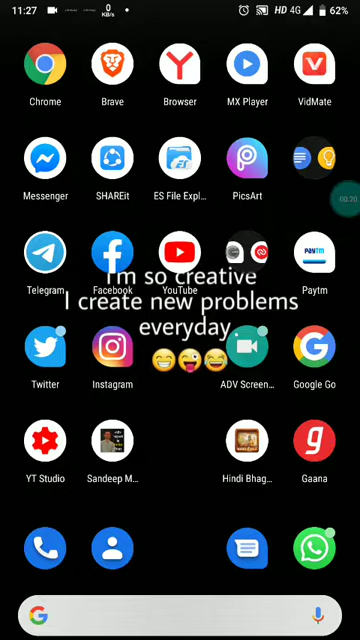 11:27
0
KB/s
HD 4G
62%
Chrome
Brave
Browser
MX Player
VidMate
Messenger
SHAREit
ES File Expl...
PicsArt
00:20
I'm so creative
I create new problems
everyday.
😁😜😂
Telegram
Facebook
YouTube
Paytm
Twitter
Instagram
ADV Screen...
Google Go
YT Studio
Sandeep M...
Hindi Bhag...
Gaana